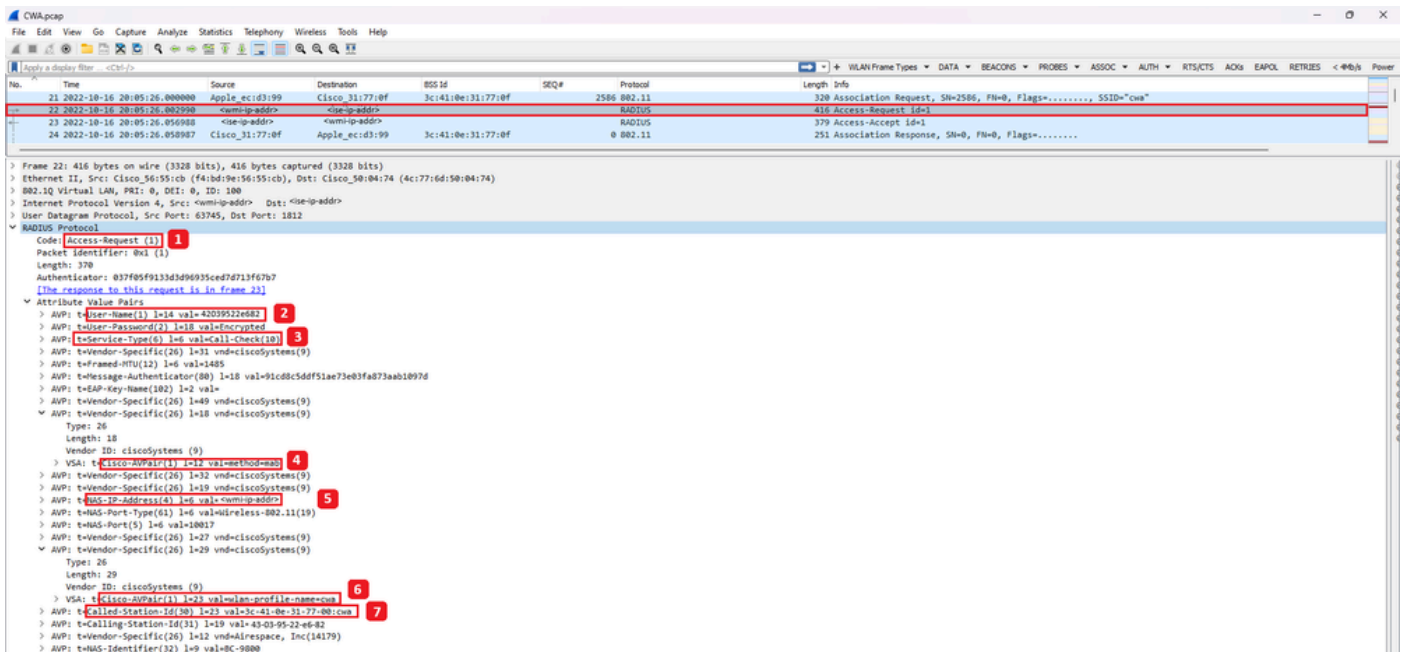 CWA.pcap
File Edit View Go Capture Analyze Statistics Telephony Wireless Tools Help
Apply a display filter ... <Ctrl-/> + WLAN Frame Types DATA BEACONS PROBES ASSOC AUTH RTS/CTS ACKs EAPOL RETRIES < 4Mb/s Power
No. Time Source Destination BSS Id SEQ# Protocol Length Info
21 2022-10-16 20:05:26.000000 Apple_ec:d3:99 Cisco_31:77:0f 3c:41:0e:31:77:0f 2586 802.11 320 Association Request, SN=2586, FN=0, Flags=........, SSID="cwa"
22 2022-10-16 20:05:26.002990 <wmi-ip-addr> <ise-ip-addr> RADIUS 416 Access-Request id=1
23 2022-10-16 20:05:26.056988 <ise-ip-addr> <wmi-ip-addr> RADIUS 379 Access-Accept id=1
24 2022-10-16 20:05:26.058987 Cisco_31:77:0f Apple_ec:d3:99 3c:41:0e:31:77:0f 0 802.11 251 Association Response, SN=0, FN=0, Flags=........
Frame 22: 416 bytes on wire (3328 bits), 416 bytes captured (3328 bits)
Ethernet II, Src: Cisco_56:55:cb (f4:bd:9e:56:55:cb), Dst: Cisco_50:04:74 (4c:77:6d:50:04:74)
802.1Q Virtual LAN, PRI: 0, DEI: 0, ID: 100
Internet Protocol Version 4, Src: <wmi-ip-addr> Dst: <ise-ip-addr>
User Datagram Protocol, Src Port: 63745, Dst Port: 1812
RADIUS Protocol
Code: Access-Request (1) 1
Packet identifier: 0x1 (1)
Length: 370
Authenticator: 037f05f9133d3d96935ced7d713f67b7
[The response to this request is in frame 23]
Attribute Value Pairs
AVP: t=User-Name(1) l=14 val=42039522e682 2
AVP: t=User-Password(2) l=18 val=Encrypted
AVP: t=Service-Type(6) l=6 val=Call-Check(10) 3
AVP: t=Vendor-Specific(26) l=31 vnd=ciscoSystems(9)
AVP: t=Framed-MTU(12) l=6 val=1485
AVP: t=Message-Authenticator(80) l=18 val=91cd8c5ddf51ae73e03fa873aab1097d
AVP: t=EAP-Key-Name(102) l=2 val=
AVP: t=Vendor-Specific(26) l=49 vnd=ciscoSystems(9)
AVP: t=Vendor-Specific(26) l=18 vnd=ciscoSystems(9)
Type: 26
Length: 18
Vendor ID: ciscoSystems (9)
VSA: t=Cisco-AVPair(1) l=12 val=method=mab 4
AVP: t=Vendor-Specific(26) l=32 vnd=ciscoSystems(9)
AVP: t=Vendor-Specific(26) l=19 vnd=ciscoSystems(9)
AVP: t=NAS-IP-Address(4) l=6 val=<wmi-ip-addr> 5
AVP: t=NAS-Port-Type(61) l=6 val=Wireless-802.11(19)
AVP: t=NAS-Port(5) l=6 val=10017
AVP: t=Vendor-Specific(26) l=27 vnd=ciscoSystems(9)
AVP: t=Vendor-Specific(26) l=29 vnd=ciscoSystems(9)
Type: 26
Length: 29
Vendor ID: ciscoSystems (9)
VSA: t=Cisco-AVPair(1) l=23 val=wlan-profile-name=cwa 6
AVP: t=Called-Station-Id(30) l=23 val=3c-41-0e-31-77-00:cwa 7
AVP: t=Calling-Station-Id(31) l=19 val=43-03-95-22-e6-82
AVP: t=Vendor-Specific(26) l=12 vnd=Airespace, Inc(14179)
AVP: t=NAS-Identifier(32) l=9 val=BC-9800